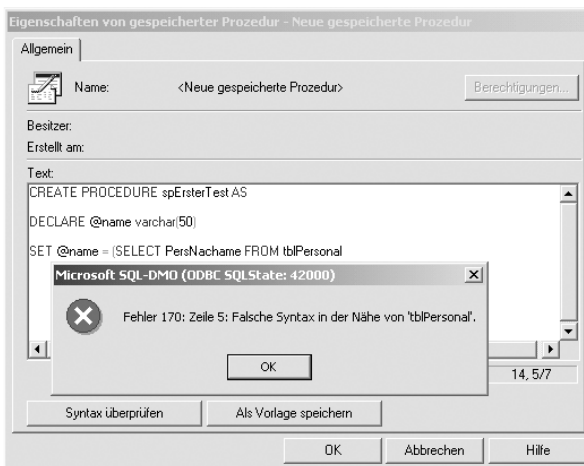 Eigenschaften von gespeicherter Prozedur - Neue gespeicherte Prozedur
Allgemein
Name: <Neue gespeicherte Prozedur> Berechtigungen...
Besitzer:
Erstellt am:
Text:
CREATE PROCEDURE spErsterTest AS
DECLARE @name varchar(50)
SET @name = (SELECT PersNachame FROM tblPersonal
Microsoft SQL-DMO (ODBC SQLState: 42000)
Fehler 170: Zeile 5: Falsche Syntax in der Nähe von 'tblPersonal'.
OK
14, 5/7
Syntax überprüfen Als Vorlage speichern
OK Abbrechen Hilfe